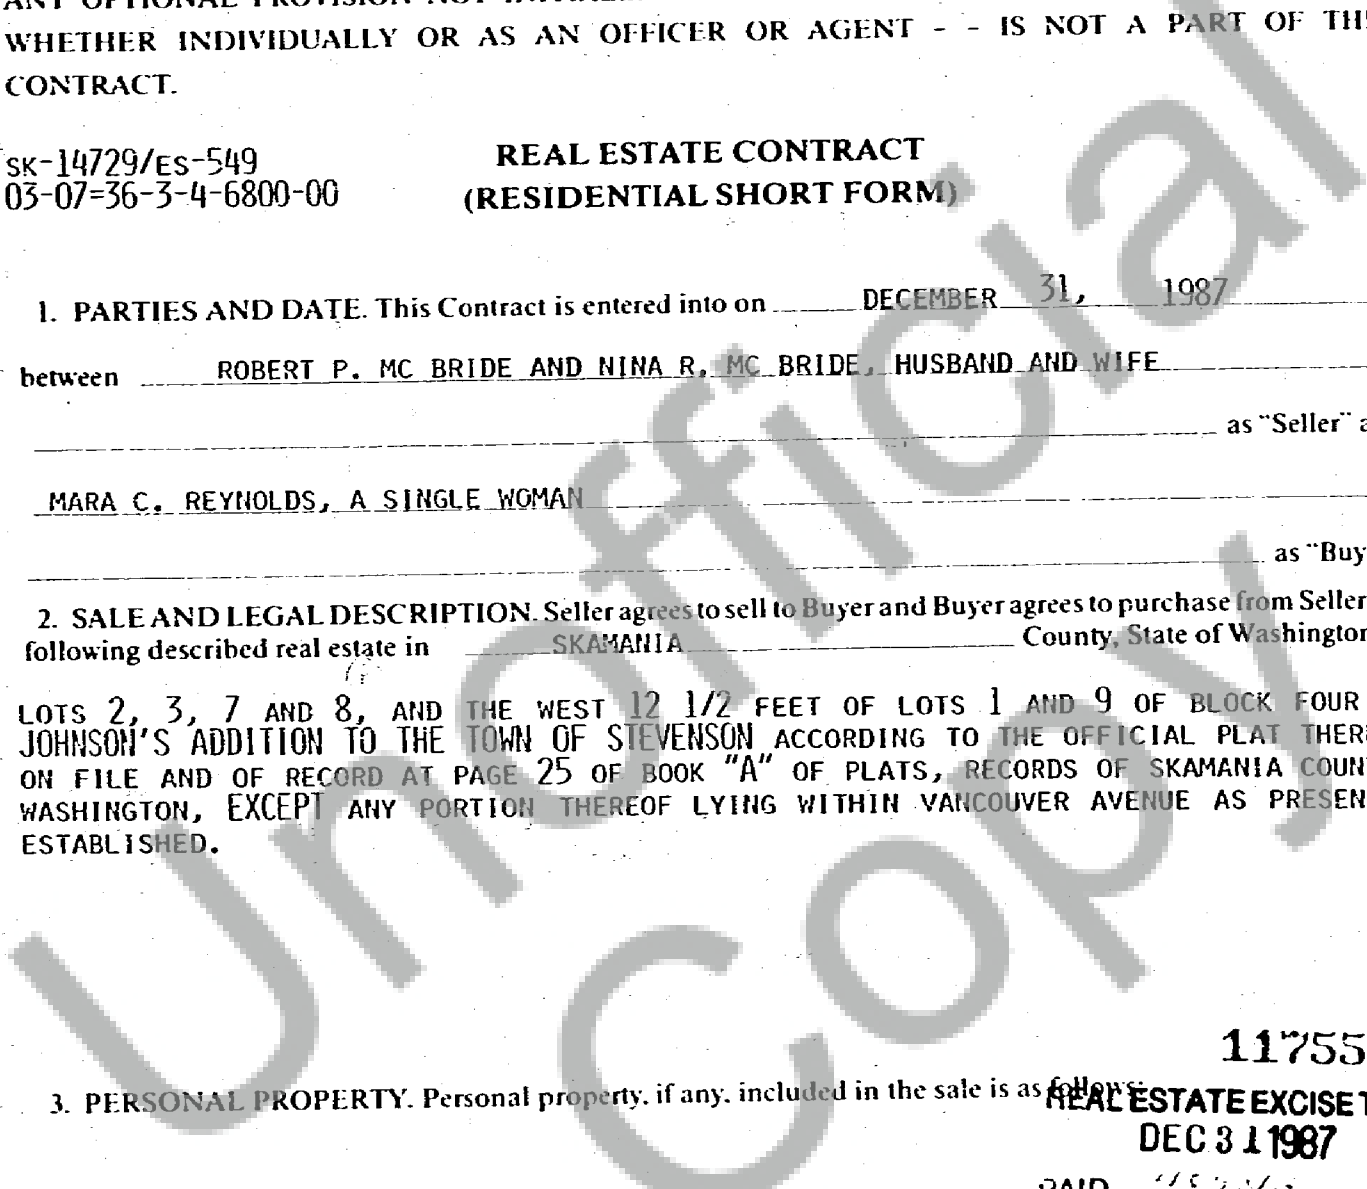 ANY OPTIONAL PROVISION NOT
WHETHER INDIVIDUALLY OR AS AN OFFICER OR AGENT - - IS NOT A PART OF TH
CONTRACT.
SK-14729/ES-549
03-07=36-3-4-6800-00
REAL ESTATE CONTRACT
(RESIDENTIAL SHORT FORM)
1. PARTIES AND DATE. This Contract is entered into on DECEMBER 31, 1987
between ROBERT P. MC BRIDE AND NINA R. MC BRIDE, HUSBAND AND WIFE
as "Seller" a
MARA C. REYNOLDS, A SINGLE WOMAN
as "Buy
2. SALE AND LEGAL DESCRIPTION. Seller agrees to sell to Buyer and Buyer agrees to purchase from Seller
following described real estate in SKAMANIA County, State of Washington
LOTS 2, 3, 7 AND 8, AND THE WEST 12 1/2 FEET OF LOTS 1 AND 9 OF BLOCK FOUR
JOHNSON'S ADDITION TO THE TOWN OF STEVENSON ACCORDING TO THE OFFICIAL PLAT THER
ON FILE AND OF RECORD AT PAGE 25 OF BOOK "A" OF PLATS, RECORDS OF SKAMANIA COUN
WASHINGTON, EXCEPT ANY PORTION THEREOF LYING WITHIN VANCOUVER AVENUE AS PRESEN
ESTABLISHED.
11755
3. PERSONAL PROPERTY. Personal property, if any, included in the sale is as follows:
REAL ESTATE EXCISE T
DEC 31 1987
PAID
Unofficial
Copy